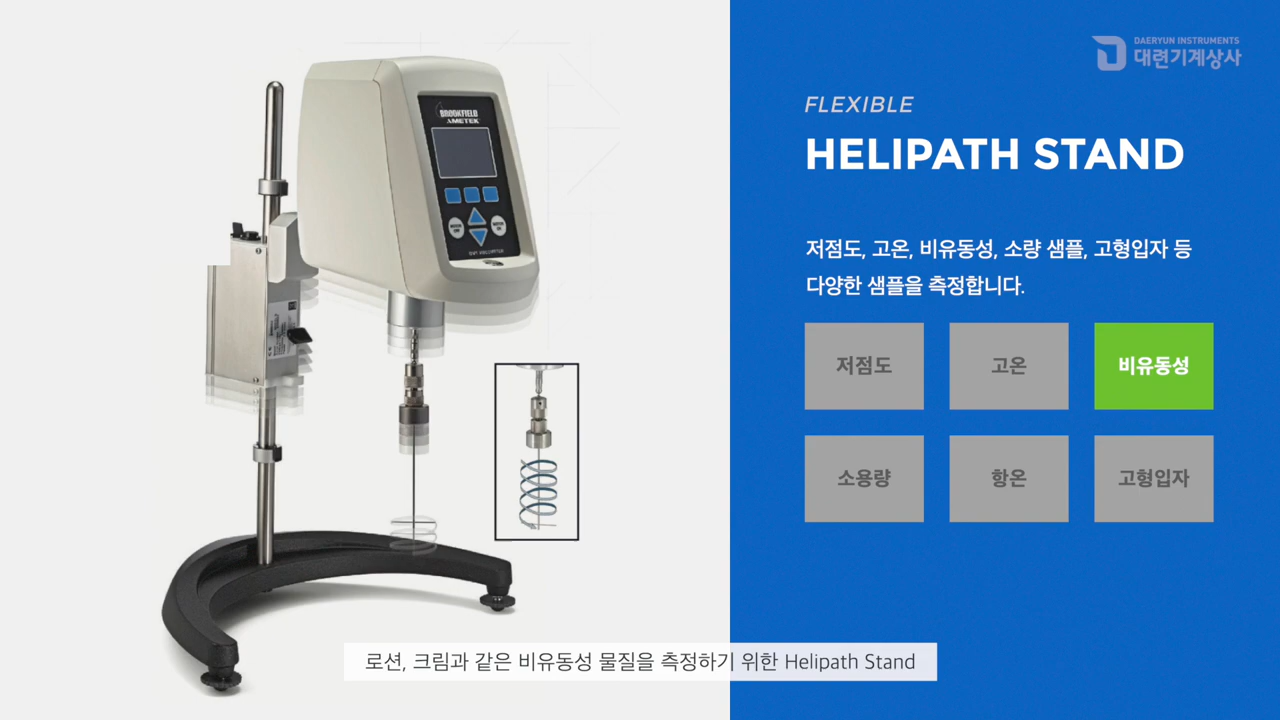 DAERYUN INSTRUMENTS
대련기계상사
FLEXIBLE
HELIPATH STAND
저점도, 고온, 비유동성, 소량 샘플, 고형입자 등
다양한 샘플을 측정합니다.
저점도
고온
비유동성
소용량
항온
고형입자
BROOKFIELD
AMETEK
로션, 크림과 같은 비유동성 물질을 측정하기 위한 Helipath Stand